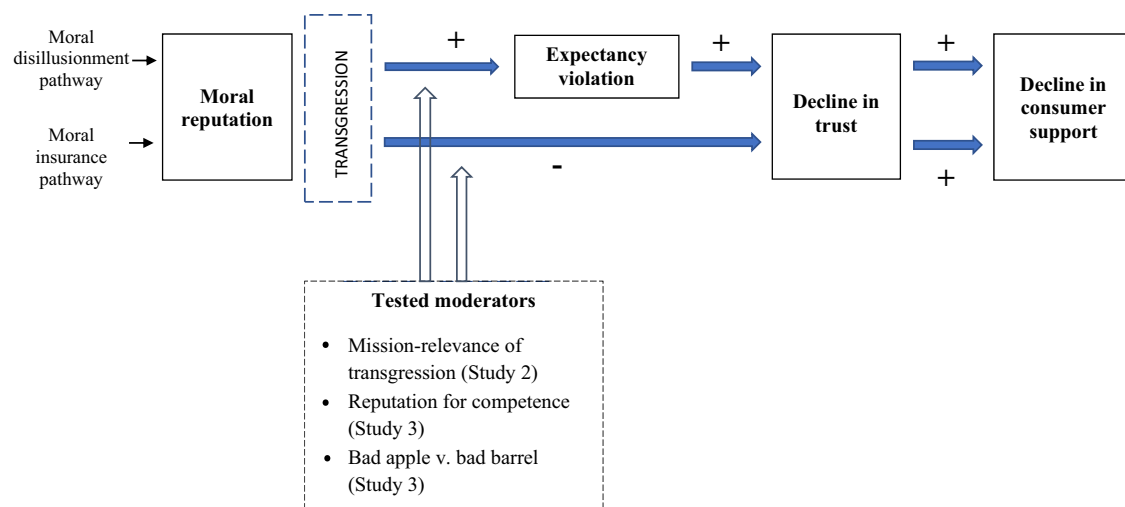 Moral
disillusionment
pathway
Moral
insurance
pathway
Moral
reputation
TRANSGRESSION
+
Expectancy
violation
+
-
Decline in
trust
+
+
Decline in
consumer
support
Tested moderators
• Mission-relevance of
transgression (Study 2)
• Reputation for competence
(Study 3)
• Bad apple v. bad barrel
(Study 3)